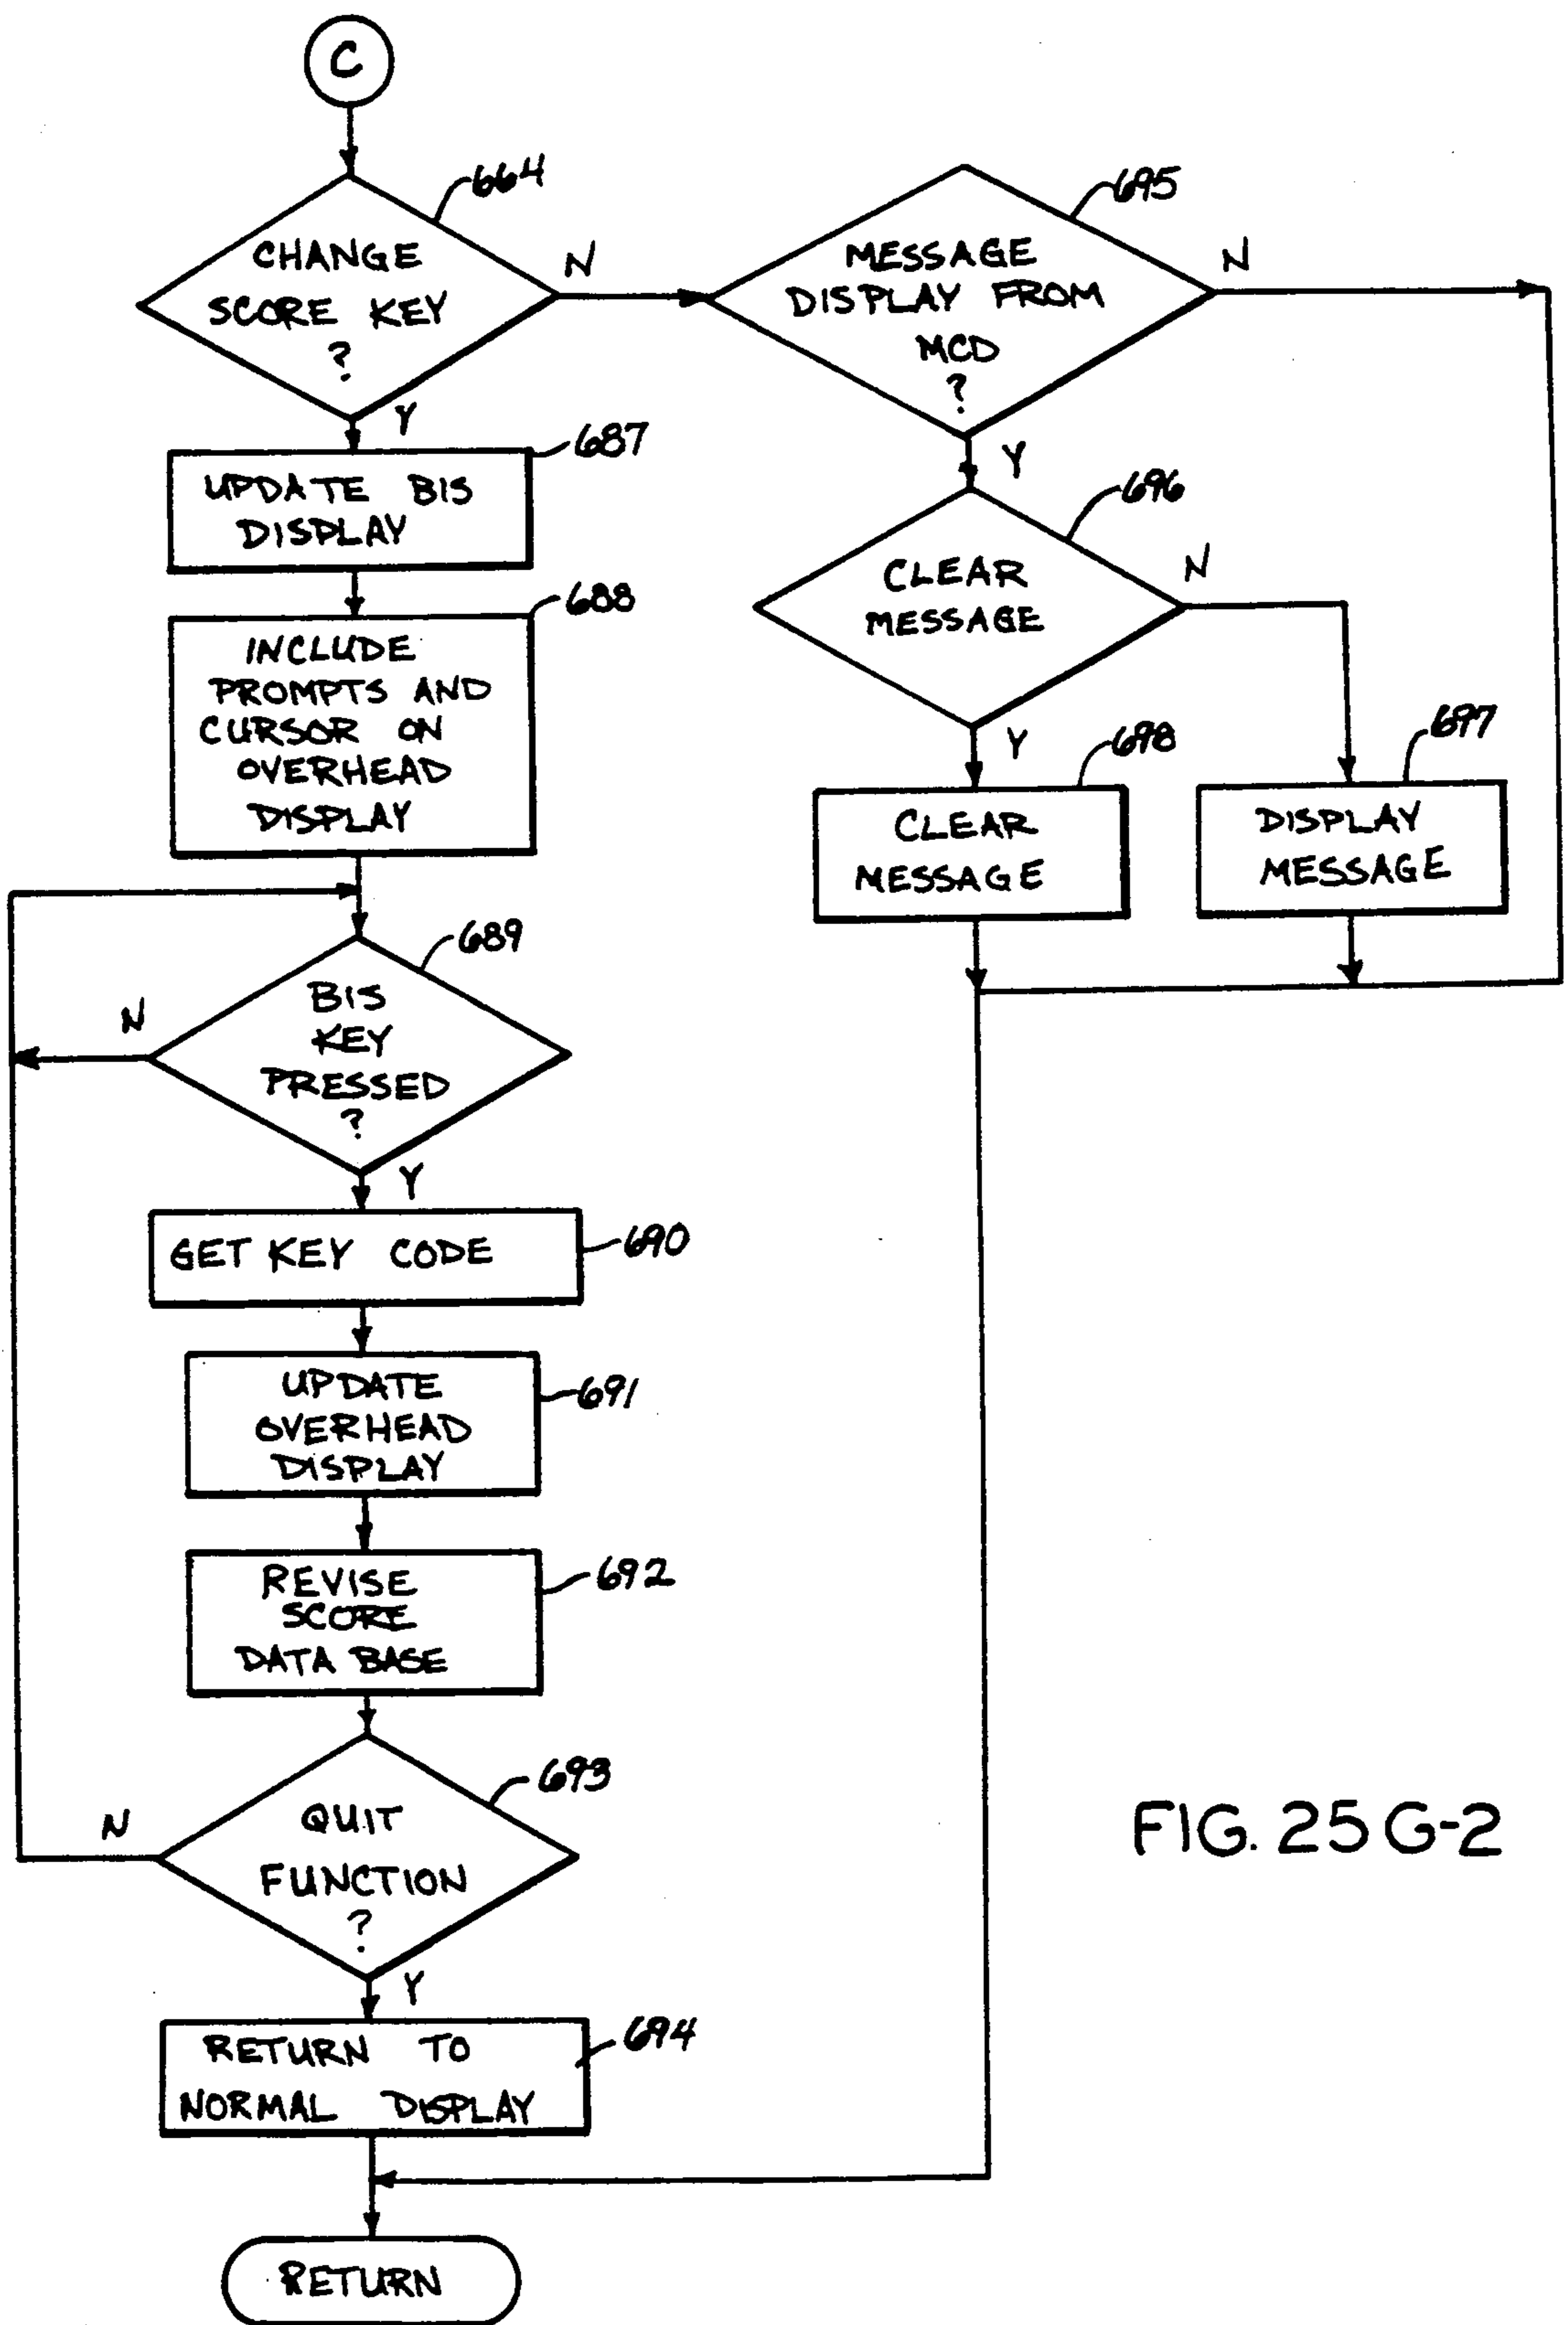 C
664
CHANGE
SCORE KEY
?
N
Y
687
UPDATE BIS
DISPLAY
688
INCLUDE
PROMPTS AND
CURSOR ON
OVERHEAD
DISPLAY
689
BIS
KEY
PRESSED
?
N
Y
GET KEY CODE
690
UPDATE
OVERHEAD
DISPLAY
691
REVISE
SCORE
DATA BASE
692
693
QUIT
FUNCTION
?
N
Y
RETURN TO
NORMAL DISPLAY
694
RETURN
695
MESSAGE
DISPLAY FROM
MCD
?
N
Y
696
CLEAR
MESSAGE
N
Y
698
CLEAR
MESSAGE
697
DISPLAY
MESSAGE
FIG. 25 G-2